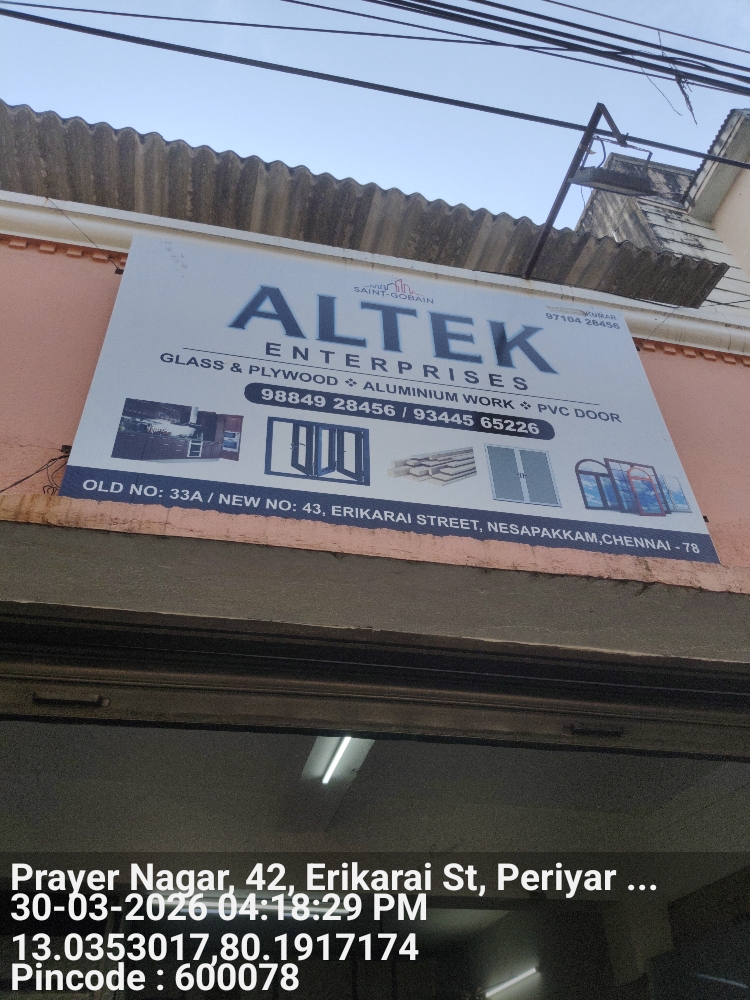 SAINT-GOBAIN
KUMAR
97104 28456
ALTEK
ENTERPRISES
GLASS & PLYWOOD ❖ ALUMINIUM WORK ❖ PVC DOOR
98849 28456 / 93445 65226
OLD NO: 33A / NEW NO: 43, ERIKARAI STREET, NESAPAKKAM,CHENNAI - 78
Prayer Nagar, 42, Erikarai St, Periyar ...
30-03-2026 04:18:29 PM
13.0353017,80.1917174
Pincode : 600078